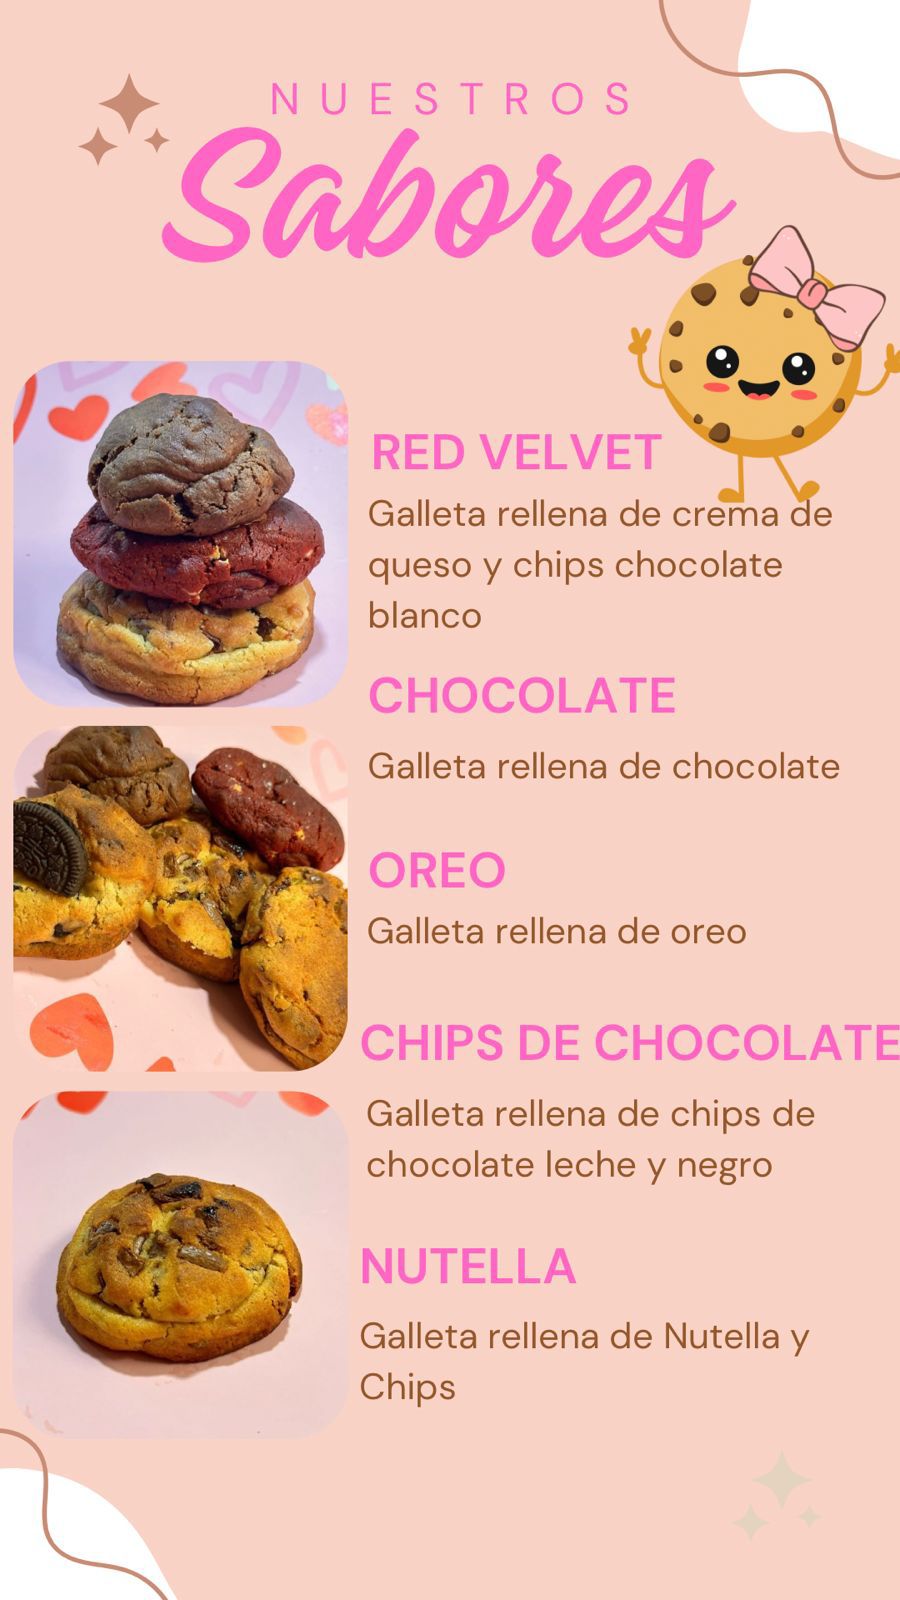 NUESTROS
Sabores
RED VELVET
Galleta rellena de crema de
queso y chips chocolate
blanco
CHOCOLATE
Galleta rellena de chocolate
OREO
Galleta rellena de oreo
CHIPS DE CHOCOLATE
Galleta rellena de chips de
chocolate leche y negro
NUTELLA
Galleta rellena de Nutella y
Chips